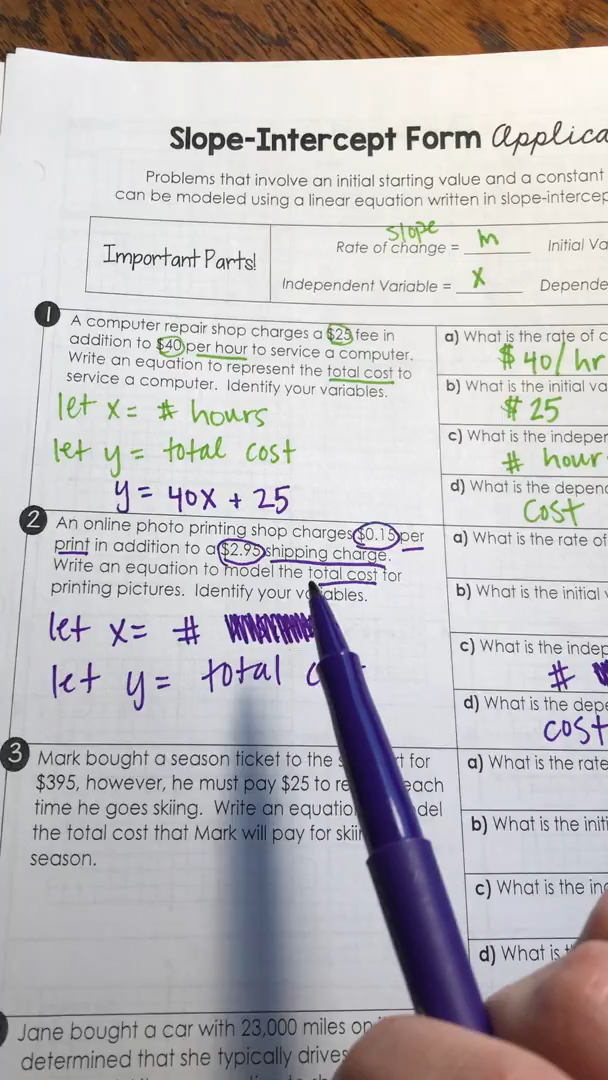 Slope-Intercept Form Applica
Problems that involve an initial starting value and a constant
can be modeled using a linear equation written in slope-intercep
Important Parts!
slope
Rate of change = m
Initial Va
Independent Variable = x
Depende
1
A computer repair shop charges a $25 fee in
addition to $40 per hour to service a computer.
Write an equation to represent the total cost to
service a computer. Identify your variables.
let x = # hours
let y = total cost
y = 40x + 25
a) What is the rate of c
$40/hr
b) What is the initial va
$25
c) What is the indeper
# hour
d) What is the depend
cost
2
An online photo printing shop charges $0.15 per
print in addition to a $2.95 shipping charge.
Write an equation to model the total cost for
printing pictures. Identify your v ables.
let x = #
let y = total c
a) What is the rate of
b) What is the initial v
c) What is the indep
#
d) What is the depe
cost
3
Mark bought a season ticket to the s rt for
$395, however, he must pay $25 to re each
time he goes skiing. Write an equatio del
the total cost that Mark will pay for skii
season.
a) What is the rate
b) What is the initi
c) What is the in
d) What is t
Jane bought a car with 23,000 miles on
determined that she typically drives